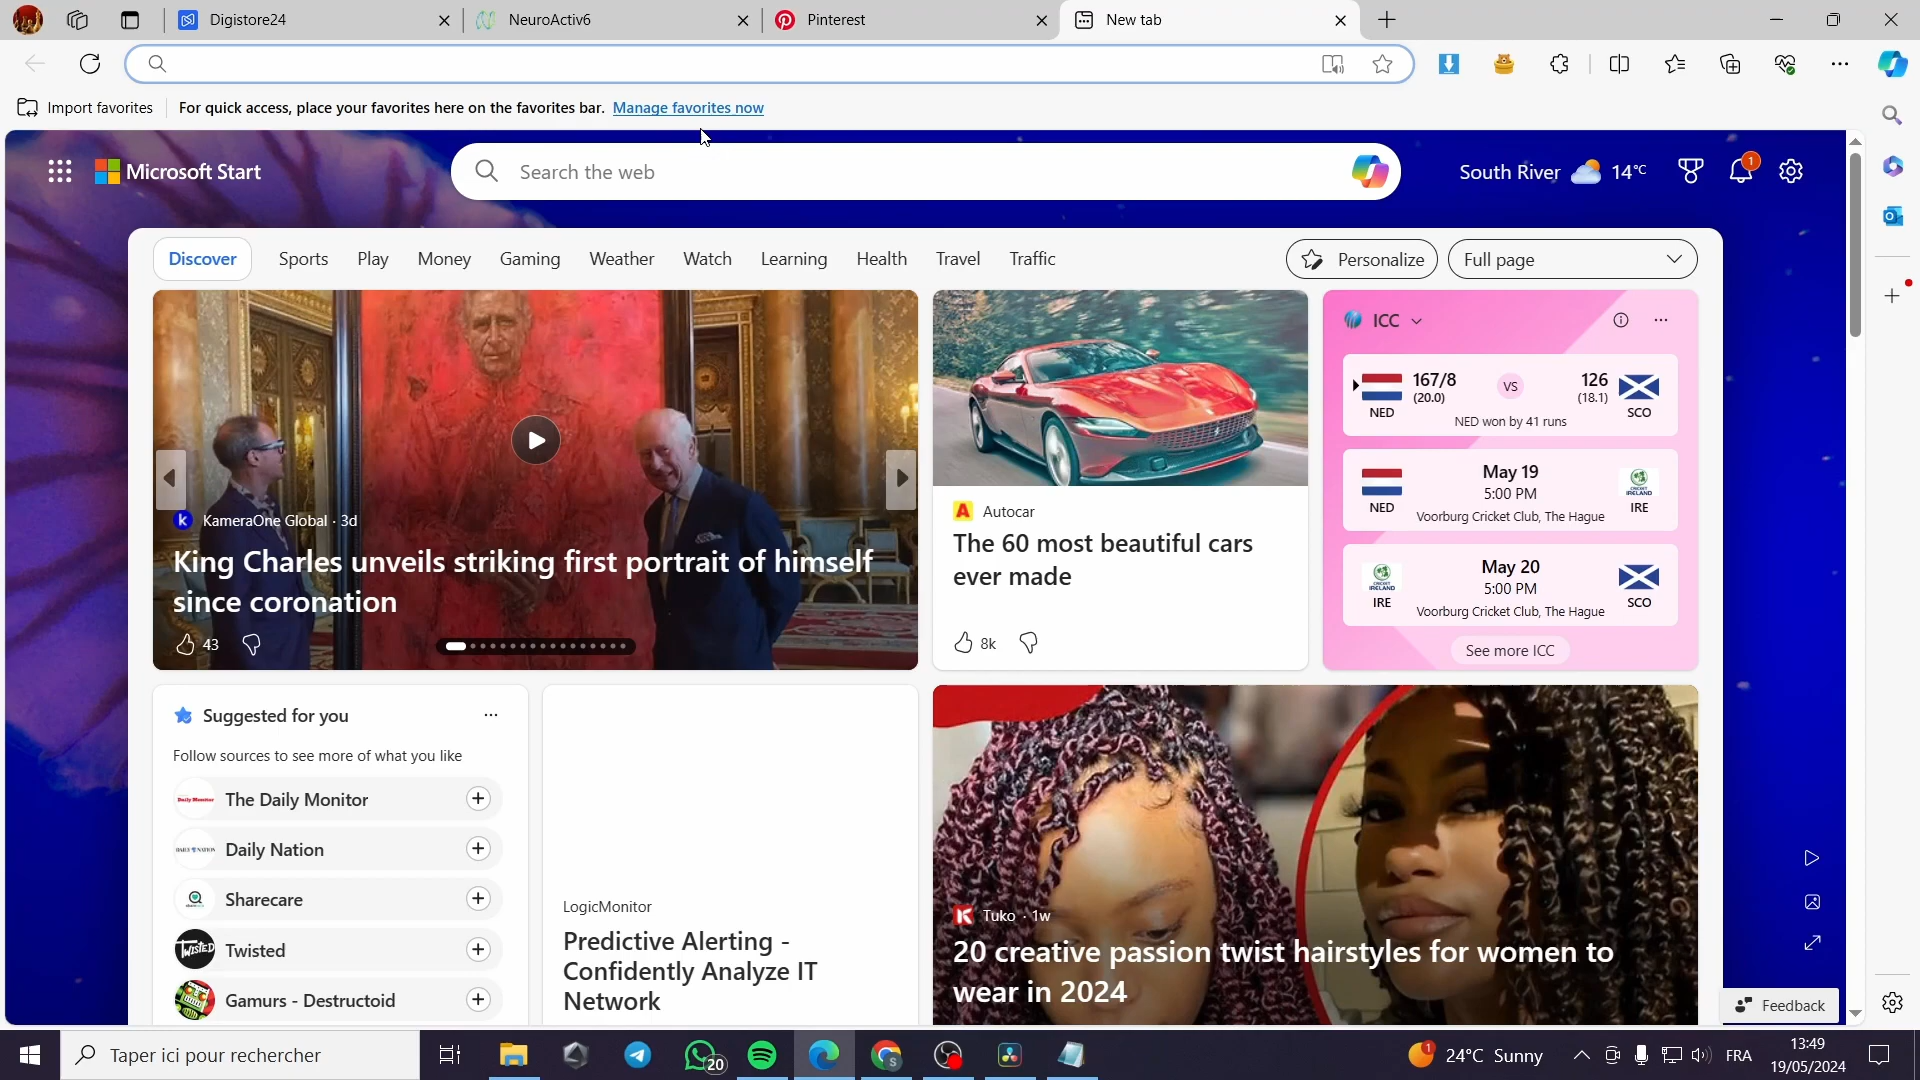 Digistore24
NeuroActiv6
Pinterest
New tab
Import favorites
For quick access, place your favorites here on the favorites bar. Manage favorites now
Microsoft Start
Search the web
South River 14°C
1
Discover Sports Play Money Gaming Weather Watch Learning Health Travel Traffic
Personalize
Full page
KameraOne Global · 3d
King Charles unveils striking first portrait of himself
since coronation
43
Autocar
The 60 most beautiful cars
ever made
8k
ICC
167/8 VS 126
(20.0) (18.1)
NED SCO
NED won by 41 runs
May 19
5:00 PM
NED IRE
Voorburg Cricket Club, The Hague
May 20
5:00 PM
IRE SCO
Voorburg Cricket Club, The Hague
See more ICC
Suggested for you
Follow sources to see more of what you like
The Daily Monitor
Daily Nation
Sharecare
Twisted
Gamurs - Destructoid
LogicMonitor
Predictive Alerting -
Confidently Analyze IT
Network
Tuko · 1w
20 creative passion twist hairstyles for women to
wear in 2024
Feedback
Taper ici pour rechercher
20
1
24°C Sunny
FRA
13:49
19/05/2024